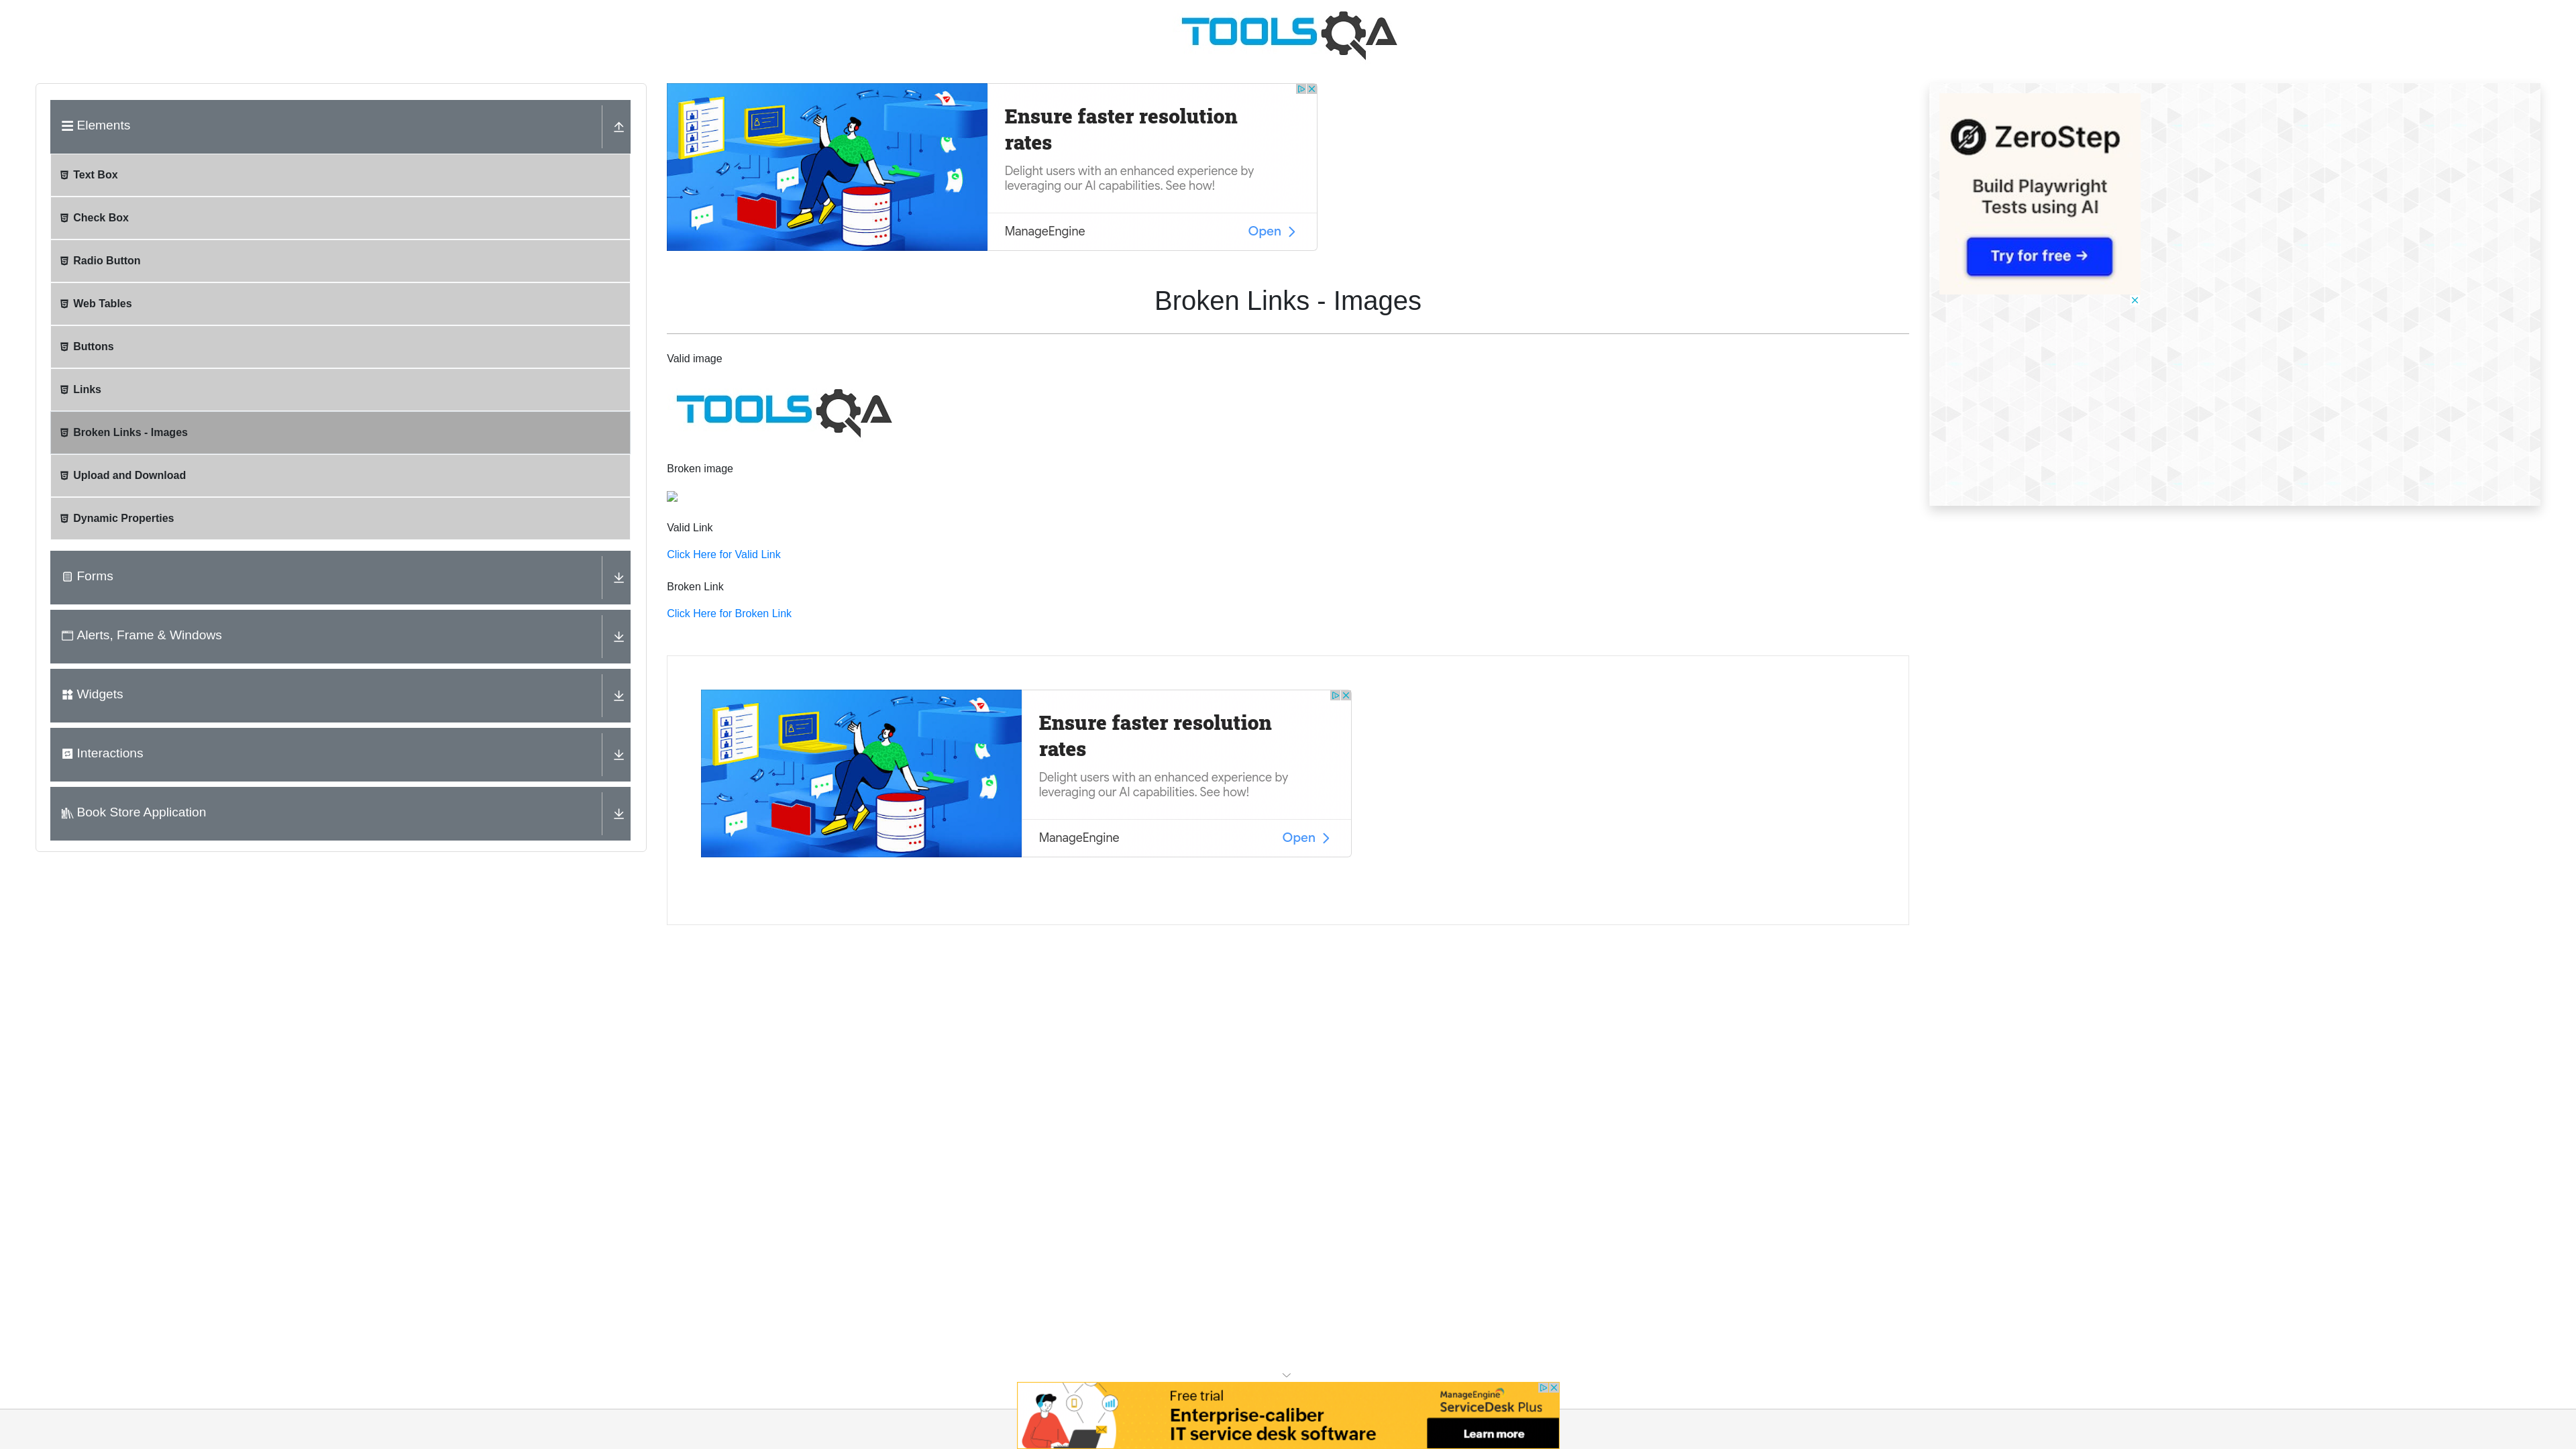 TOOLSQA
Elements
Text Box
Check Box
Radio Button
Web Tables
Buttons
Links
Broken Links - Images
Upload and Download
Dynamic Properties
Forms
Alerts, Frame & Windows
Widgets
Interactions
Book Store Application
Ensure faster resolution
rates
Delight users with an enhanced experience by
leveraging our AI capabilities. See how!
ManageEngine
Open
Broken Links - Images
Valid image
TOOLSQA
Broken image
Valid Link
Click Here for Valid Link
Broken Link
Click Here for Broken Link
Ensure faster resolution
rates
Delight users with an enhanced experience by
leveraging our AI capabilities. See how!
ManageEngine
Open
ZeroStep
Build Playwright
Tests using AI
Try for free →
Free trial
Enterprise-caliber
IT service desk software
ManageEngine
ServiceDesk Plus
Learn more